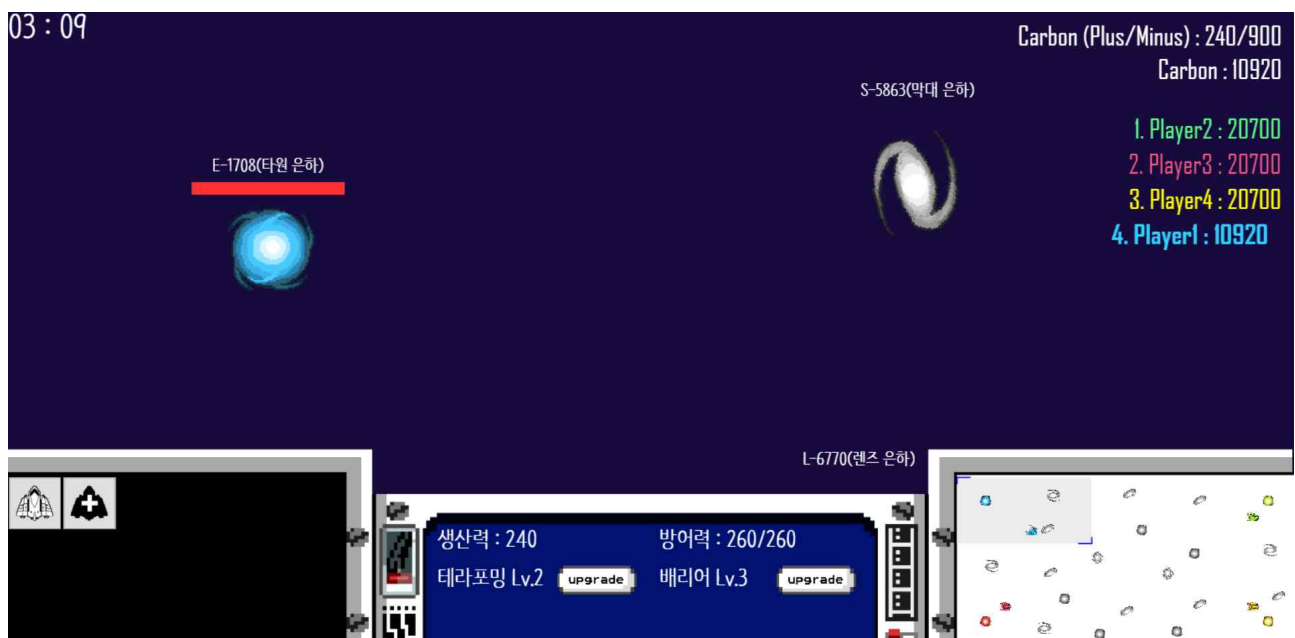 03 : 09
Carbon (Plus/Minus) : 240/900
Carbon : 10920
S-5863(막대 은하)
1. Player2 : 20700
E-1708(타원 은하)
2. Player3 : 20700
3. Player4 : 20700
4. Player1 : 10920
L-6770(렌즈 은하)
생산력 : 240 방어력 : 260/260
테라포밍 Lv.2 upgrade 배리어 Lv.3 upgrade